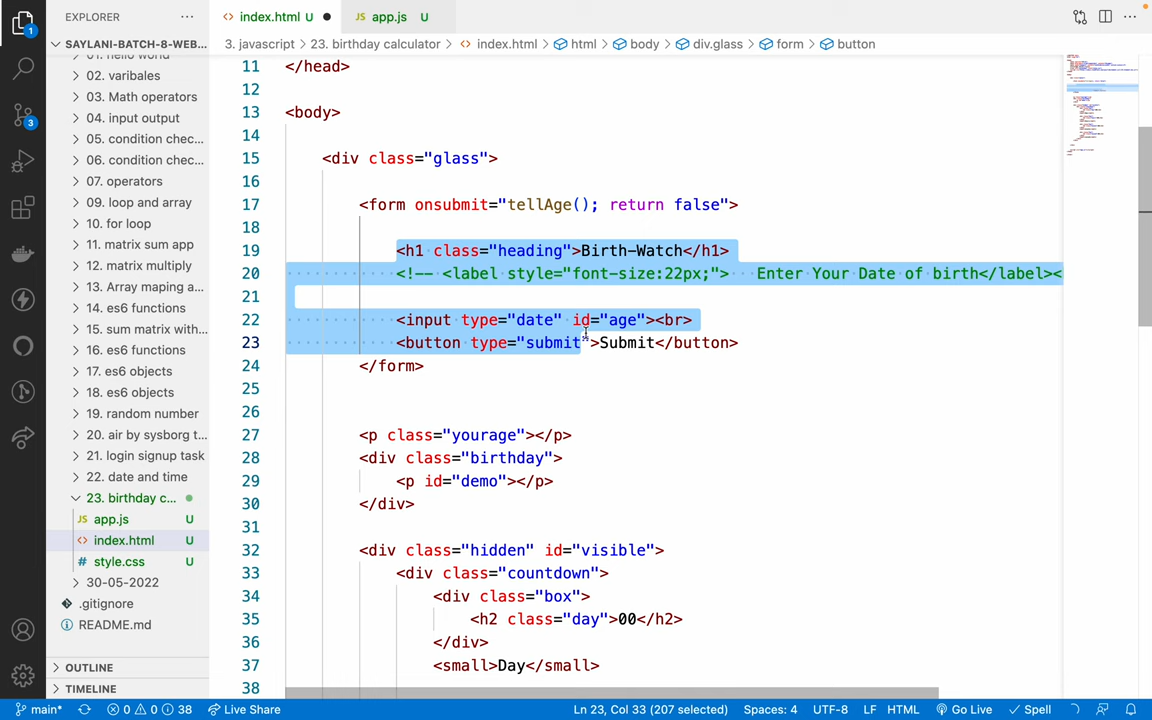 EXPLORER
index.html U
JS app.js U
SAYLANI-BATCH-8-WEB...
3. javascript > 23. birthday calculator > index.html > html > body > div.glass > form > button
01. hello world
02. varibales
03. Math operators
04. input output
05. condition chec...
06. condition chec...
07. operators
09. loop and array
10. for loop
11. matrix sum app
12. matrix multiply
13. Array maping a...
14. es6 functions
15. sum matrix with...
16. es6 functions
17. es6 objects
18. es6 objects
19. random number
20. air by sysborg t...
21. login signup task
22. date and time
23. birthday c...
JS app.js U
index.html U
# style.css U
30-05-2022
.gitignore
README.md
OUTLINE
TIMELINE
1
3
11 </head>
12
13 <body>
14
15 <div class="glass">
16
17 <form onsubmit="tellAge(); return false">
18
19 <h1 class="heading">Birth-Watch</h1>
20 <!-- <label style="font-size:22px;"> Enter Your Date of birth</label><
21
22 <input type="date" id="age"><br>
23 <button type="submit">Submit</button>
24 </form>
25
26
27 <p class="yourage"></p>
28 <div class="birthday">
29 <p id="demo"></p>
30 </div>
31
32 <div class="hidden" id="visible">
33 <div class="countdown">
34 <div class="box">
35 <h2 class="day">00</h2>
36 </div>
37 <small>Day</small>
38
main* 0 0 38 Live Share Ln 23, Col 33 (207 selected) Spaces: 4 UTF-8 LF HTML Go Live Spell